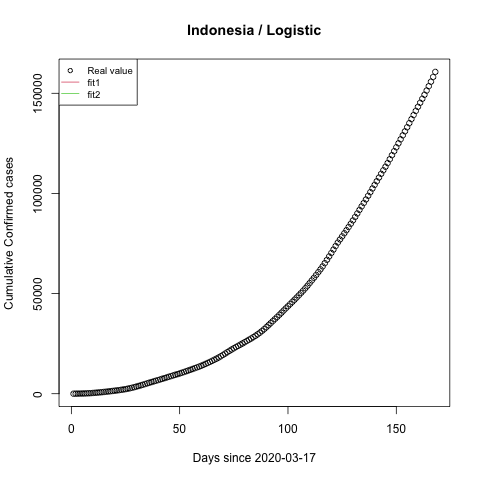 Indonesia / Logistic
Real value
fit1
fit2
Cumulative Confirmed cases
150000
100000
50000
0
0 50 100 150
Days since 2020-03-17